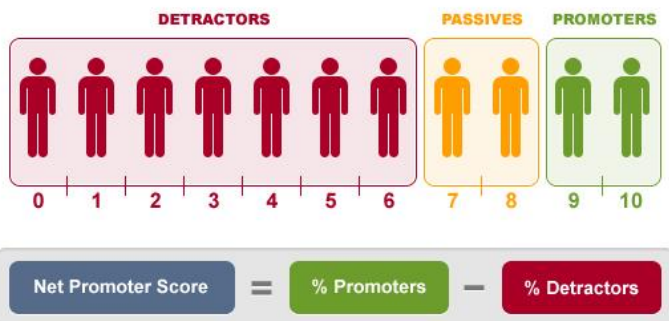 DETRACTORS PASSIVES PROMOTERS
0 1 2 3 4 5 6 7 8 9 10
Net Promoter Score = % Promoters − % Detractors